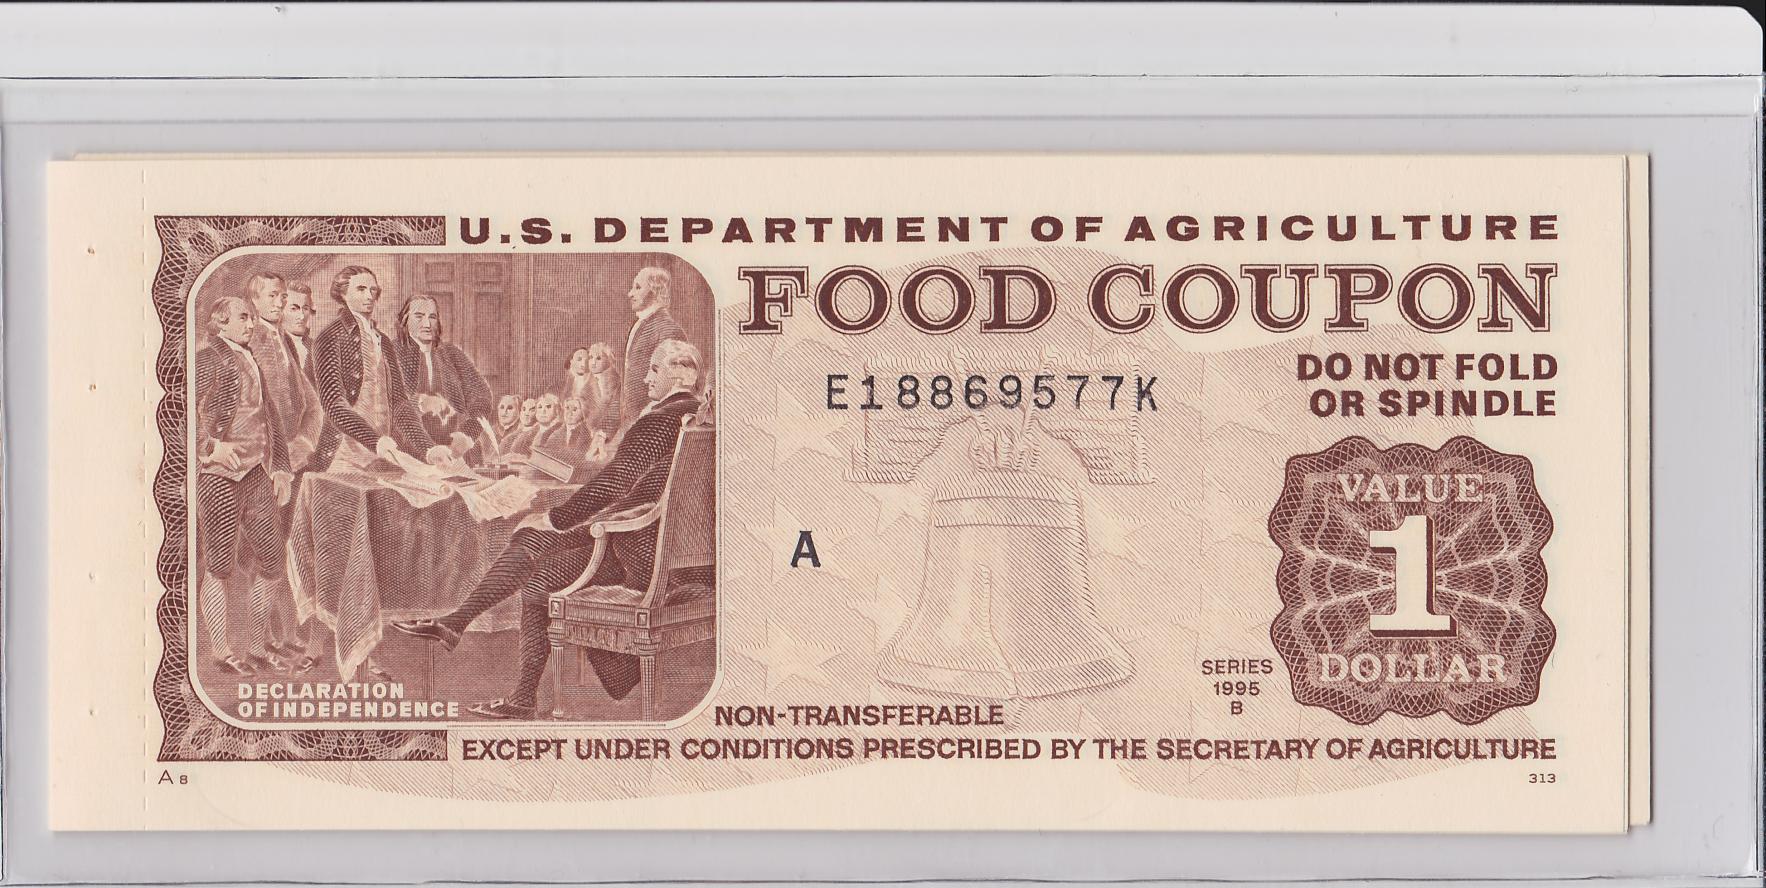 U.S. DEPARTMENT OF AGRICULTURE
FOOD COUPON
DO NOT FOLD
OR SPINDLE
E18869577K
A
VALUE
1
DOLLAR
SERIES
1995
B
DECLARATION
OF INDEPENDENCE
NON-TRANSFERABLE
EXCEPT UNDER CONDITIONS PRESCRIBED BY THE SECRETARY OF AGRICULTURE
A 8
313